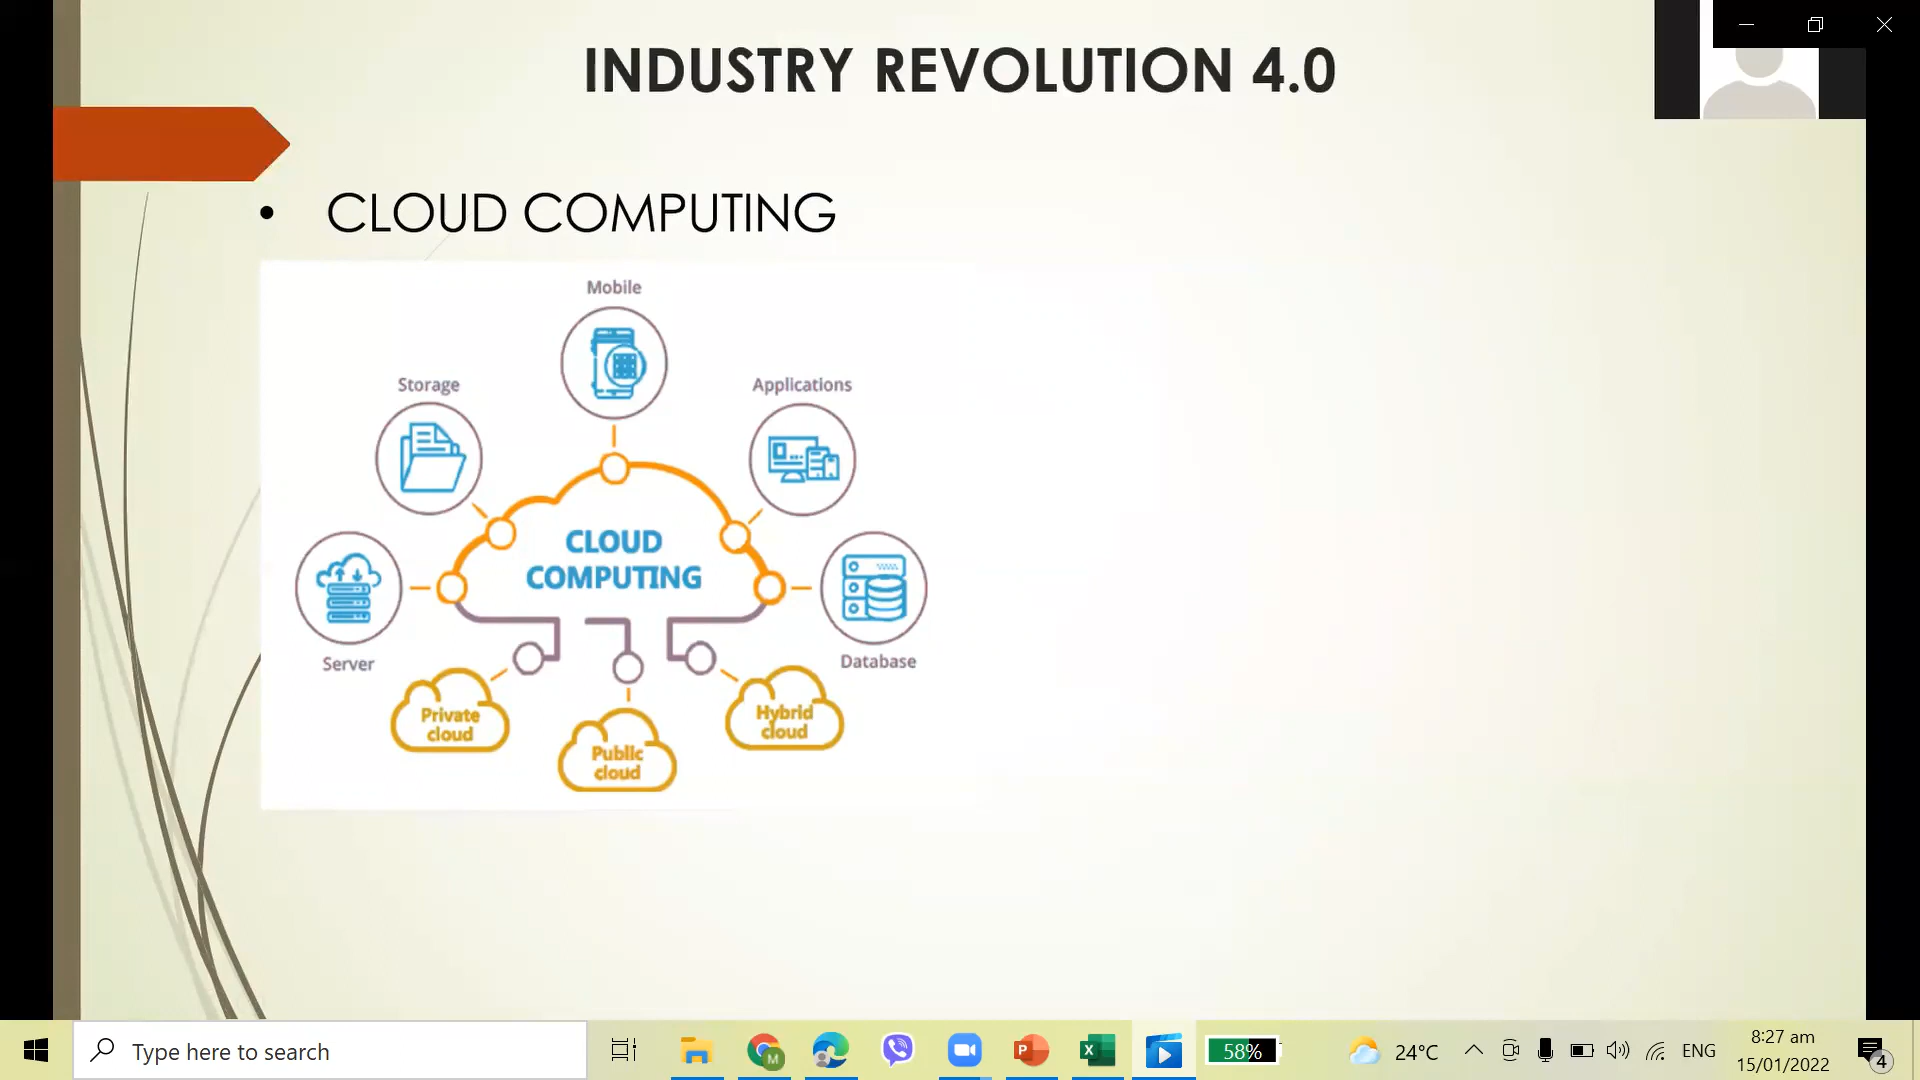 INDUSTRY REVOLUTION 4.0
• CLOUD COMPUTING
Mobile
Storage
Applications
CLOUD
COMPUTING
Server
Database
Private
cloud
Public
cloud
Hybrid
cloud
Type here to search
M
P
X
58%
24°C
ENG
8:27 am
15/01/2022
4